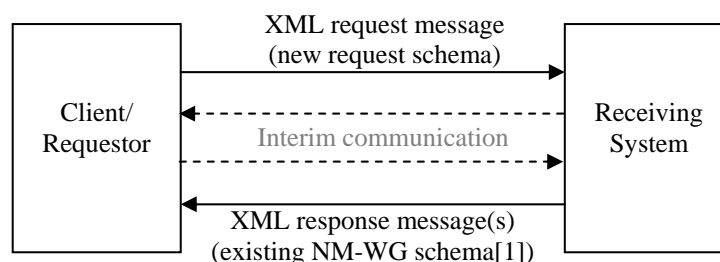 XML request message
(new request schema)
Client/
Requestor
Interim communication
Receiving
System
XML response message(s)
(existing NM-WG schema[1])